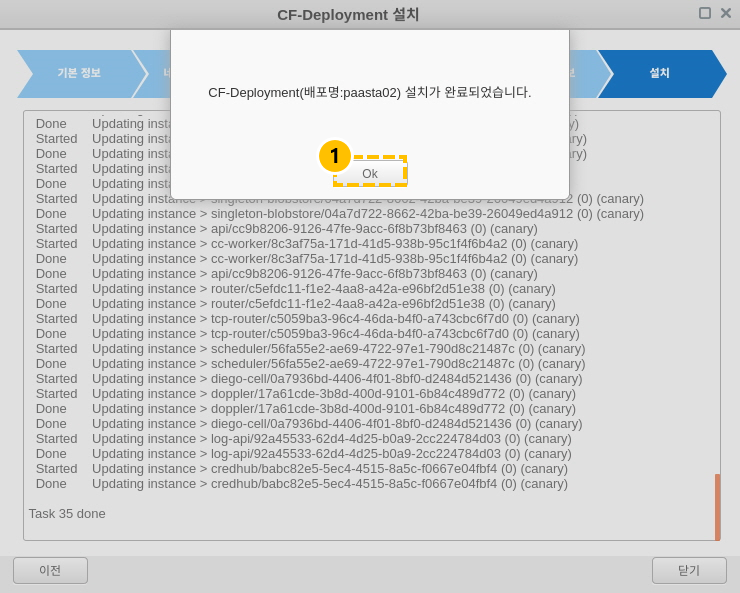 CF-Deployment 설치
기본 정보
설치
CF-Deployment(배포명:paasta02) 설치가 완료되었습니다.
1
Ok
Done Updating
Started Updating
Done Updating
Started Updating
Done Updating
Started Updating instance > singleton-blobstore/04a7d722-8662-42ba-be39-26049ed4a912 (0) (canary)
Done Updating instance > singleton-blobstore/04a7d722-8662-42ba-be39-26049ed4a912 (0) (canary)
Started Updating instance > api/cc9b8206-9126-47fe-9acc-6f8b73bf8463 (0) (canary)
Started Updating instance > cc-worker/8c3af75a-171d-41d5-938b-95c1f4f6b4a2 (0) (canary)
Done Updating instance > cc-worker/8c3af75a-171d-41d5-938b-95c1f4f6b4a2 (0) (canary)
Done Updating instance > api/cc9b8206-9126-47fe-9acc-6f8b73bf8463 (0) (canary)
Started Updating instance > router/c5efdc11-f1e2-4aa8-a42a-e96bf2d51e38 (0) (canary)
Done Updating instance > router/c5efdc11-f1e2-4aa8-a42a-e96bf2d51e38 (0) (canary)
Started Updating instance > tcp-router/c5059ba3-96c4-46da-b4f0-a743cbc6f7d0 (0) (canary)
Done Updating instance > tcp-router/c5059ba3-96c4-46da-b4f0-a743cbc6f7d0 (0) (canary)
Started Updating instance > scheduler/56fa55e2-ae69-4722-97e1-790d8c21487c (0) (canary)
Done Updating instance > scheduler/56fa55e2-ae69-4722-97e1-790d8c21487c (0) (canary)
Started Updating instance > diego-cell/0a7936bd-4406-4f01-8bf0-d2484d521436 (0) (canary)
Started Updating instance > doppler/17a61cde-3b8d-400d-9101-6b84c489d772 (0) (canary)
Done Updating instance > doppler/17a61cde-3b8d-400d-9101-6b84c489d772 (0) (canary)
Done Updating instance > diego-cell/0a7936bd-4406-4f01-8bf0-d2484d521436 (0) (canary)
Started Updating instance > log-api/92a45533-62d4-4d25-b0a9-2cc224784d03 (0) (canary)
Done Updating instance > log-api/92a45533-62d4-4d25-b0a9-2cc224784d03 (0) (canary)
Started Updating instance > credhub/babc82e5-5ec4-4515-8a5c-f0667e04fbf4 (0) (canary)
Done Updating instance > credhub/babc82e5-5ec4-4515-8a5c-f0667e04fbf4 (0) (canary)
Task 35 done
이전
닫기